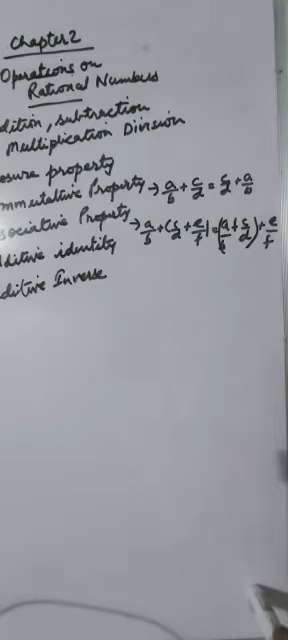 Chapter 2
Operations on
Rational Numbers
dition, subtraction
Multiplication Division
osure property
mmutative Property → a/b + c/d = c/d + a/b
sociative Property → a/b + (c/d + e/f) = (a/b + c/d) + e/f
ditive identity
ditive Inverse